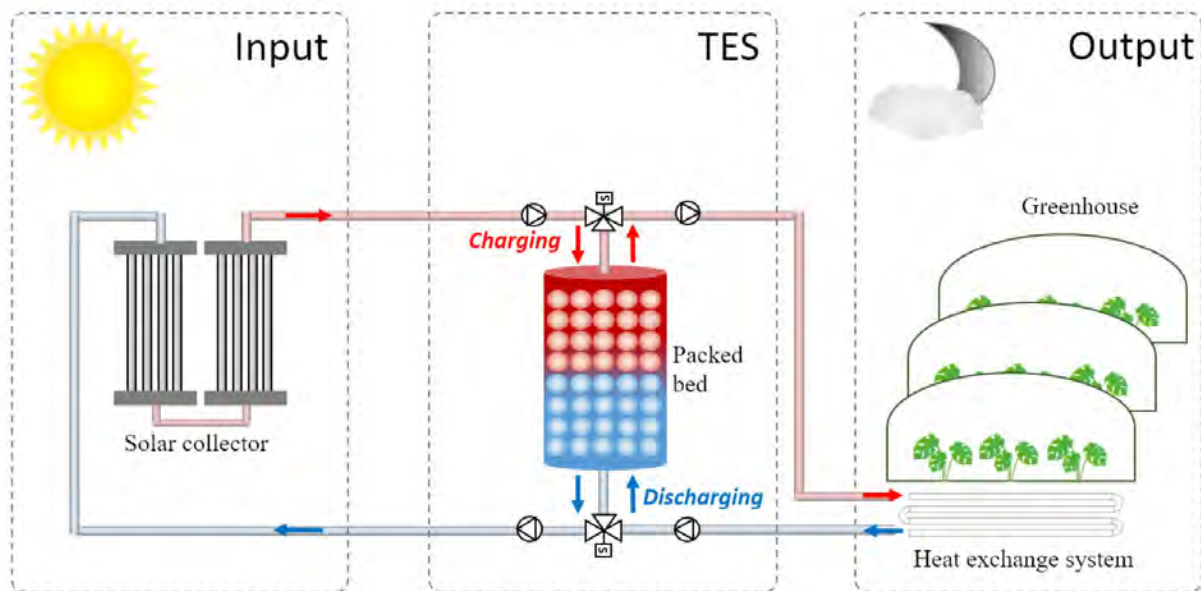 Input
TES
Output
Greenhouse
S
Charging
Packed
bed
Solar collector
Discharging
S
Heat exchange system